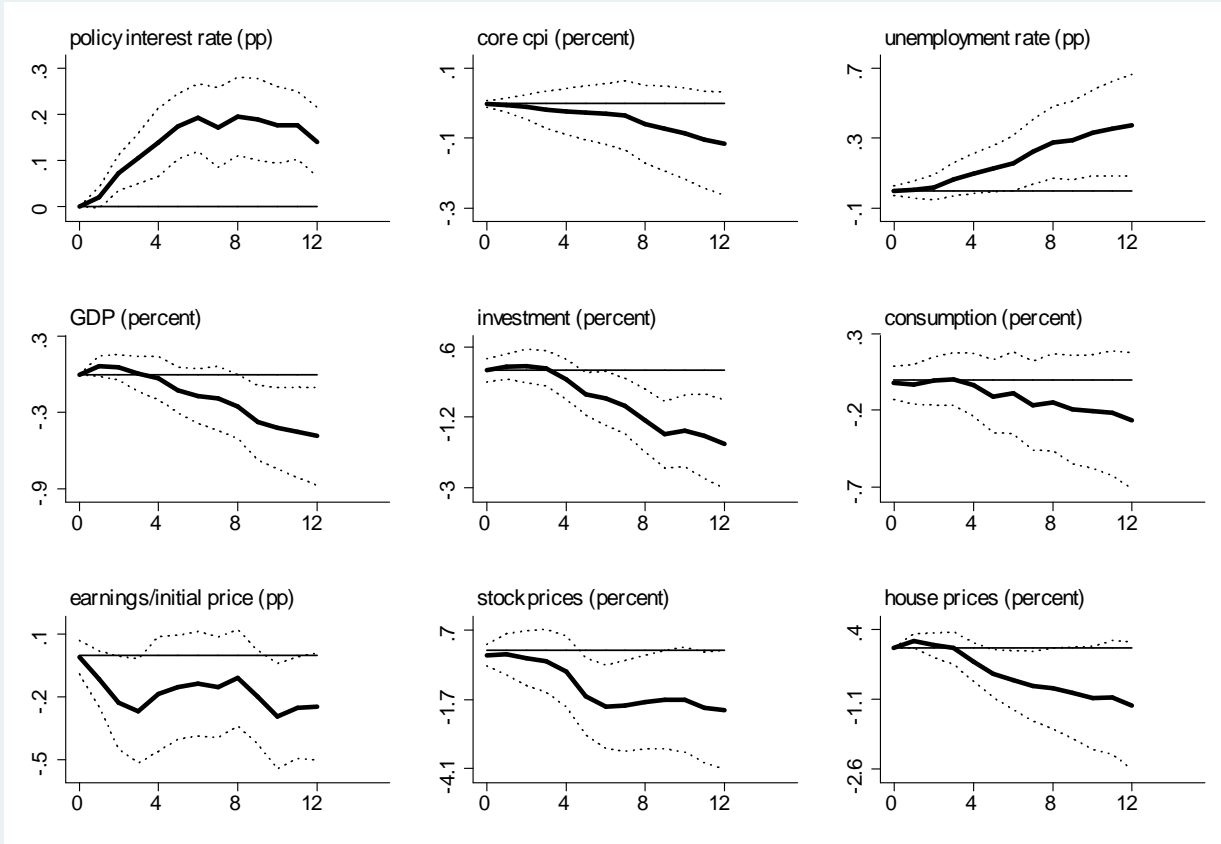 policy interest rate (pp)
.3
.2
.1
0
0 4 8 12
core cpi (percent)
.1
-.1
-.3
0 4 8 12
unemployment rate (pp)
.7
.3
-.1
0 4 8 12
GDP (percent)
.3
-.3
-.9
0 4 8 12
investment (percent)
.6
-1.2
-3
0 4 8 12
consumption (percent)
.3
-.2
-.7
0 4 8 12
earnings/initial price (pp)
.1
-.2
-.5
0 4 8 12
stock prices (percent)
.7
-1.7
-4.1
0 4 8 12
house prices (percent)
.4
-1.1
-2.6
0 4 8 12